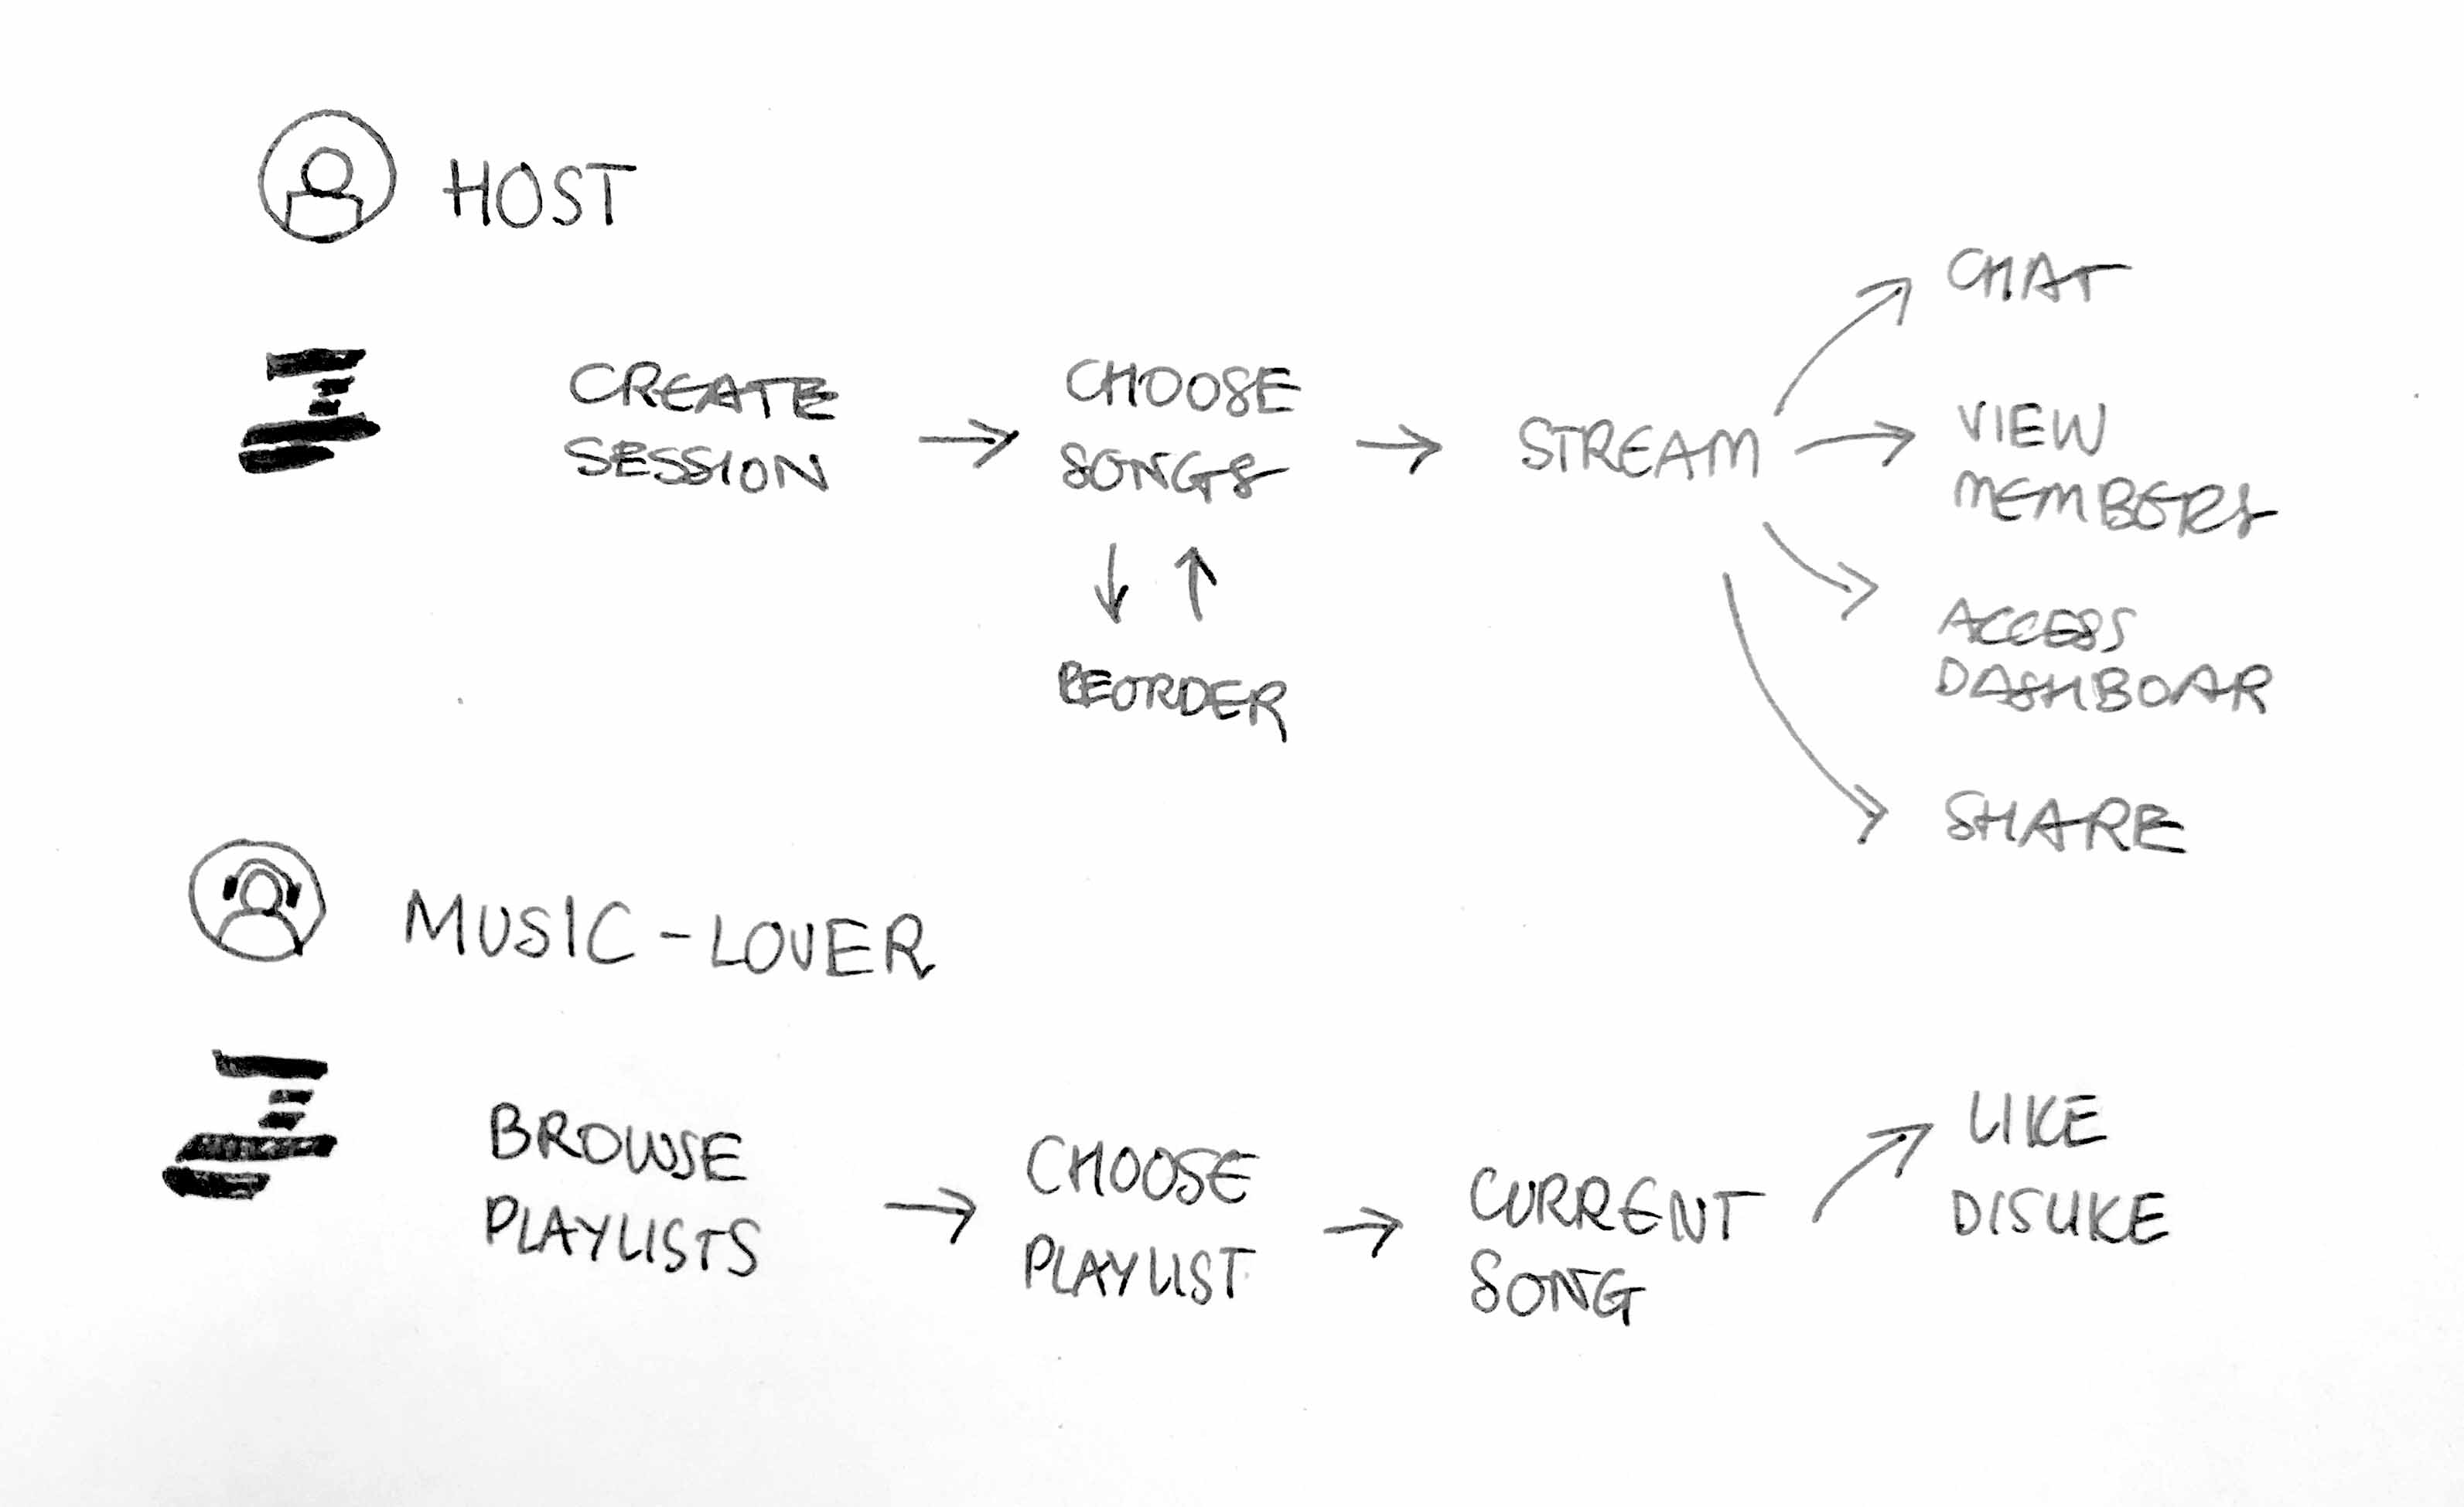 HOST
CHAT
CREATE
SESSION
CHOOSE
SONGS
STREAM
VIEW
MEMBERS
REORDER
ACCESS
DASHBOAR
SHARE
MUSIC-LOVER
BROWSE
PLAYLISTS
CHOOSE
PLAYLIST
CURRENT
SONG
LIKE
DISLIKE